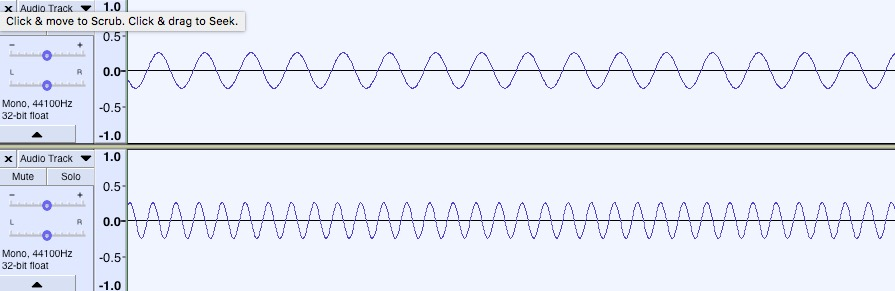 x Audio Track 1.0
Click & move to Scrub. Click & drag to Seek.
0.5
- +
0.0
L R
Mono, 44100Hz
-0.5
32-bit float
-1.0
x Audio Track 1.0
Mute Solo
0.5
- +
0.0
L R
Mono, 44100Hz
-0.5
32-bit float
-1.0